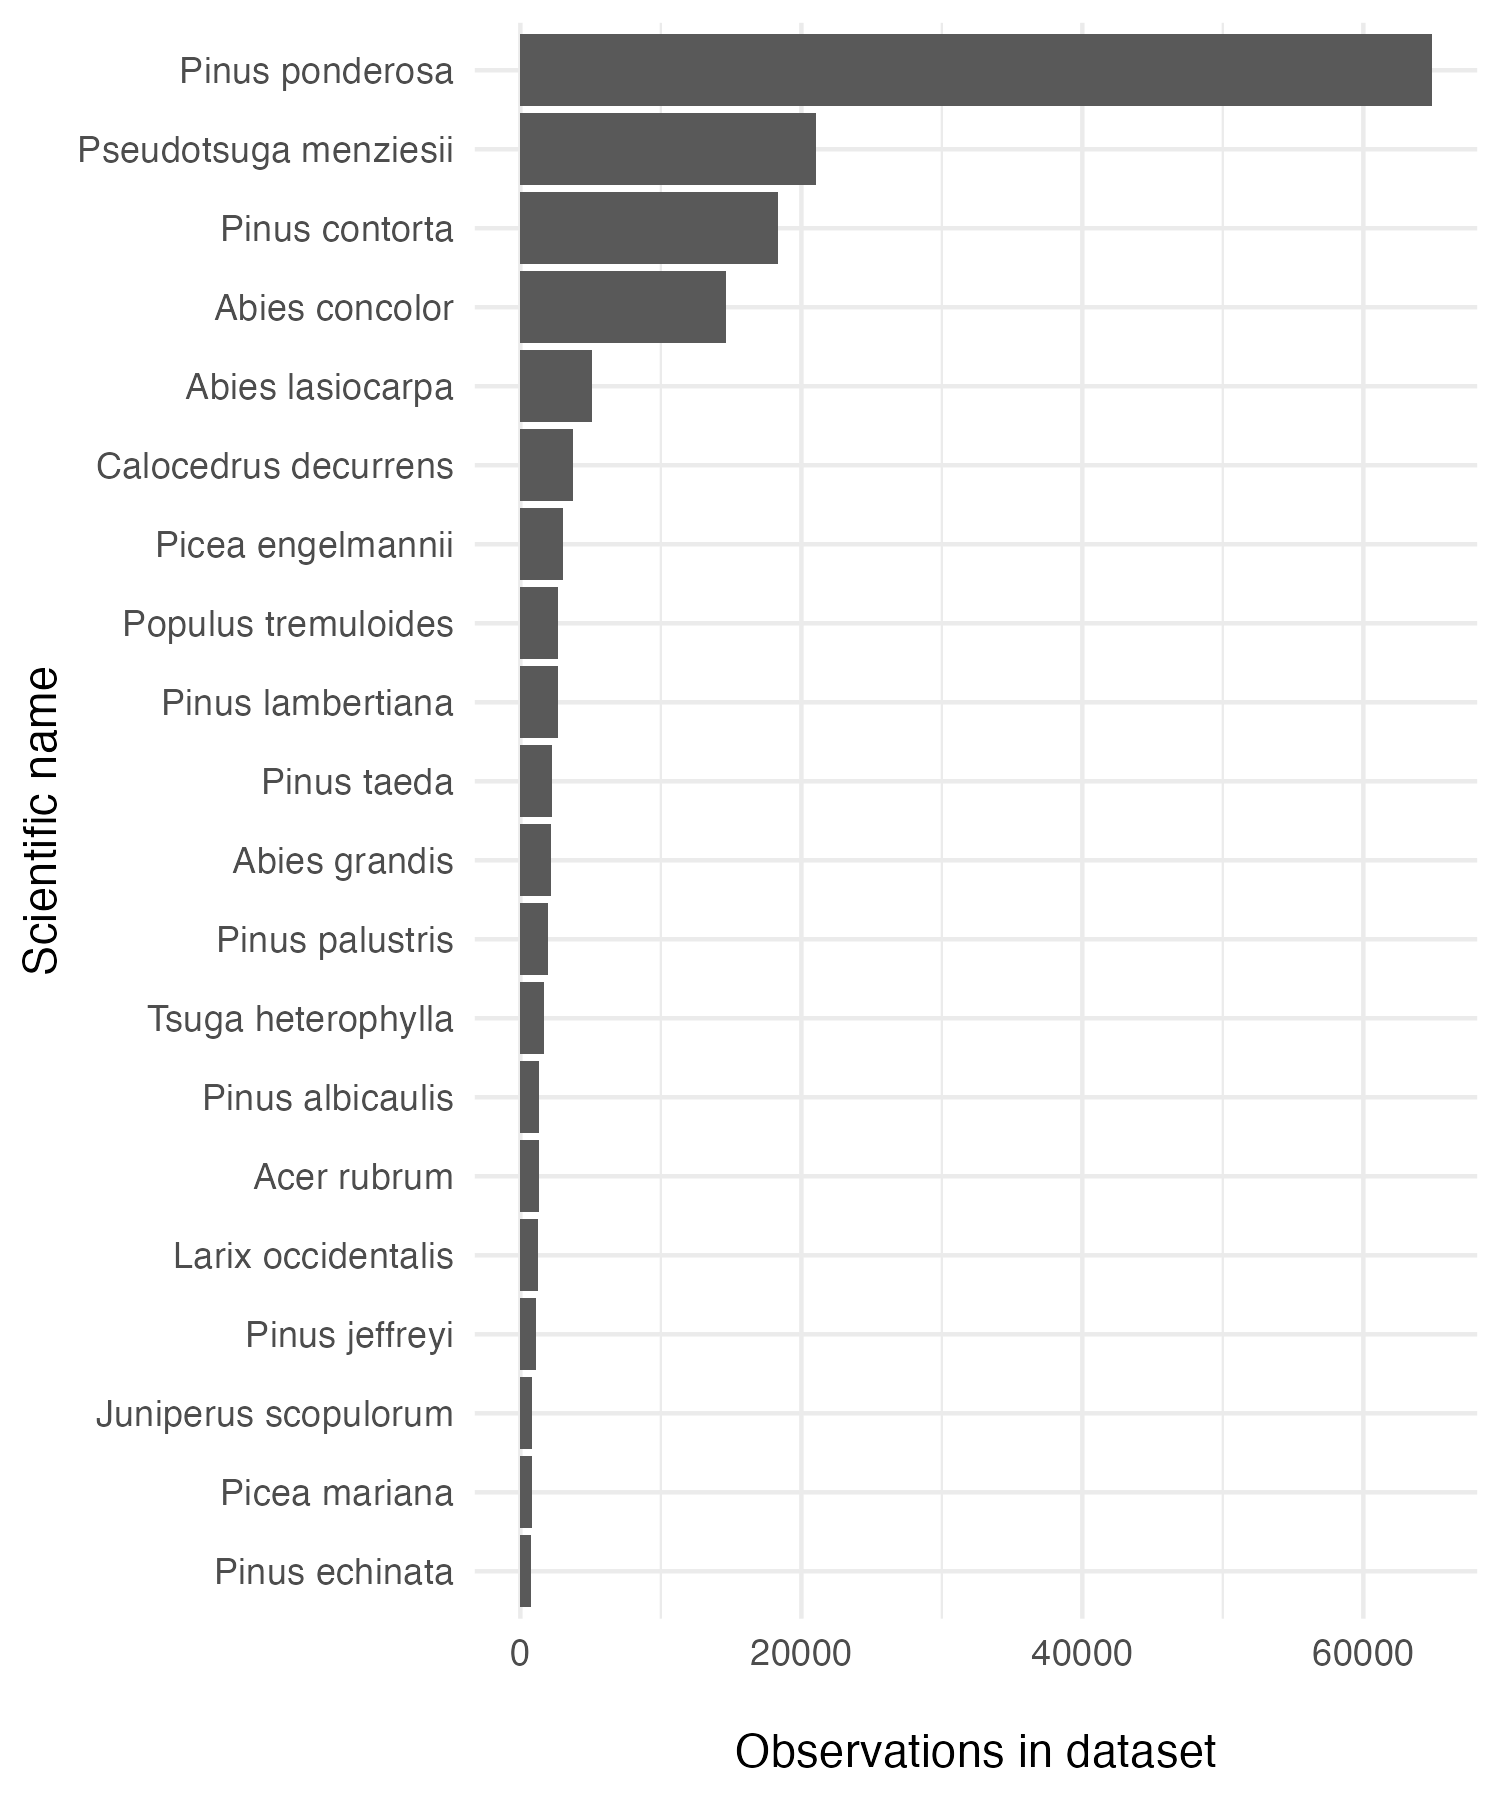 Pinus ponderosa
Pseudotsuga menziesii
Pinus contorta
Abies concolor
Abies lasiocarpa
Calocedrus decurrens
Picea engelmannii
Populus tremuloides
Pinus lambertiana
Pinus taeda
Abies grandis
Pinus palustris
Tsuga heterophylla
Pinus albicaulis
Acer rubrum
Larix occidentalis
Pinus jeffreyi
Juniperus scopulorum
Picea mariana
Pinus echinata
Scientific name
0 20000 40000 60000
Observations in dataset